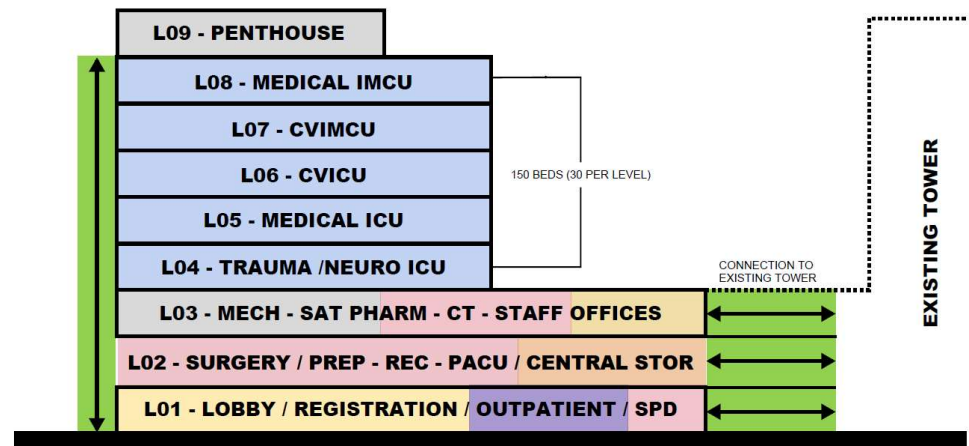 L09 - PENTHOUSE
L08 - MEDICAL IMCU
L07 - CVIMCU
L06 - CVICU
150 BEDS (30 PER LEVEL)
L05 - MEDICAL ICU
L04 - TRAUMA /NEURO ICU
CONNECTION TO
EXISTING TOWER
L03 - MECH - SAT PHARM - CT - STAFF OFFICES
L02 - SURGERY / PREP - REC - PACU / CENTRAL STOR
L01 - LOBBY / REGISTRATION / OUTPATIENT / SPD
EXISTING TOWER